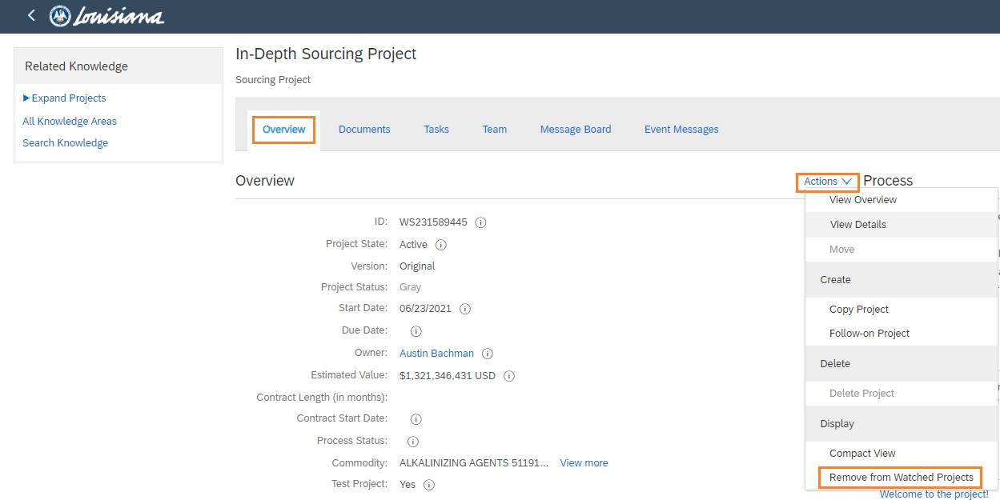 Louisiana
Related Knowledge
Expand Projects
All Knowledge Areas
Search Knowledge
In-Depth Sourcing Project
Sourcing Project
Overview Documents Tasks Team Message Board Event Messages
Overview
Actions
Process
ID: WS231589445
Project State: Active
Version: Original
Project Status: Gray
Start Date: 06/23/2021
Due Date:
Owner: Austin Bachman
Estimated Value: $1,321,346,431 USD
Contract Length (in months):
Contract Start Date:
Process Status:
Commodity: ALKALINIZING AGENTS 51191... View more
Test Project: Yes
View Overview
View Details
Move
Create
Copy Project
Follow-on Project
Delete
Delete Project
Display
Compact View
Remove from Watched Projects
Welcome to the project!